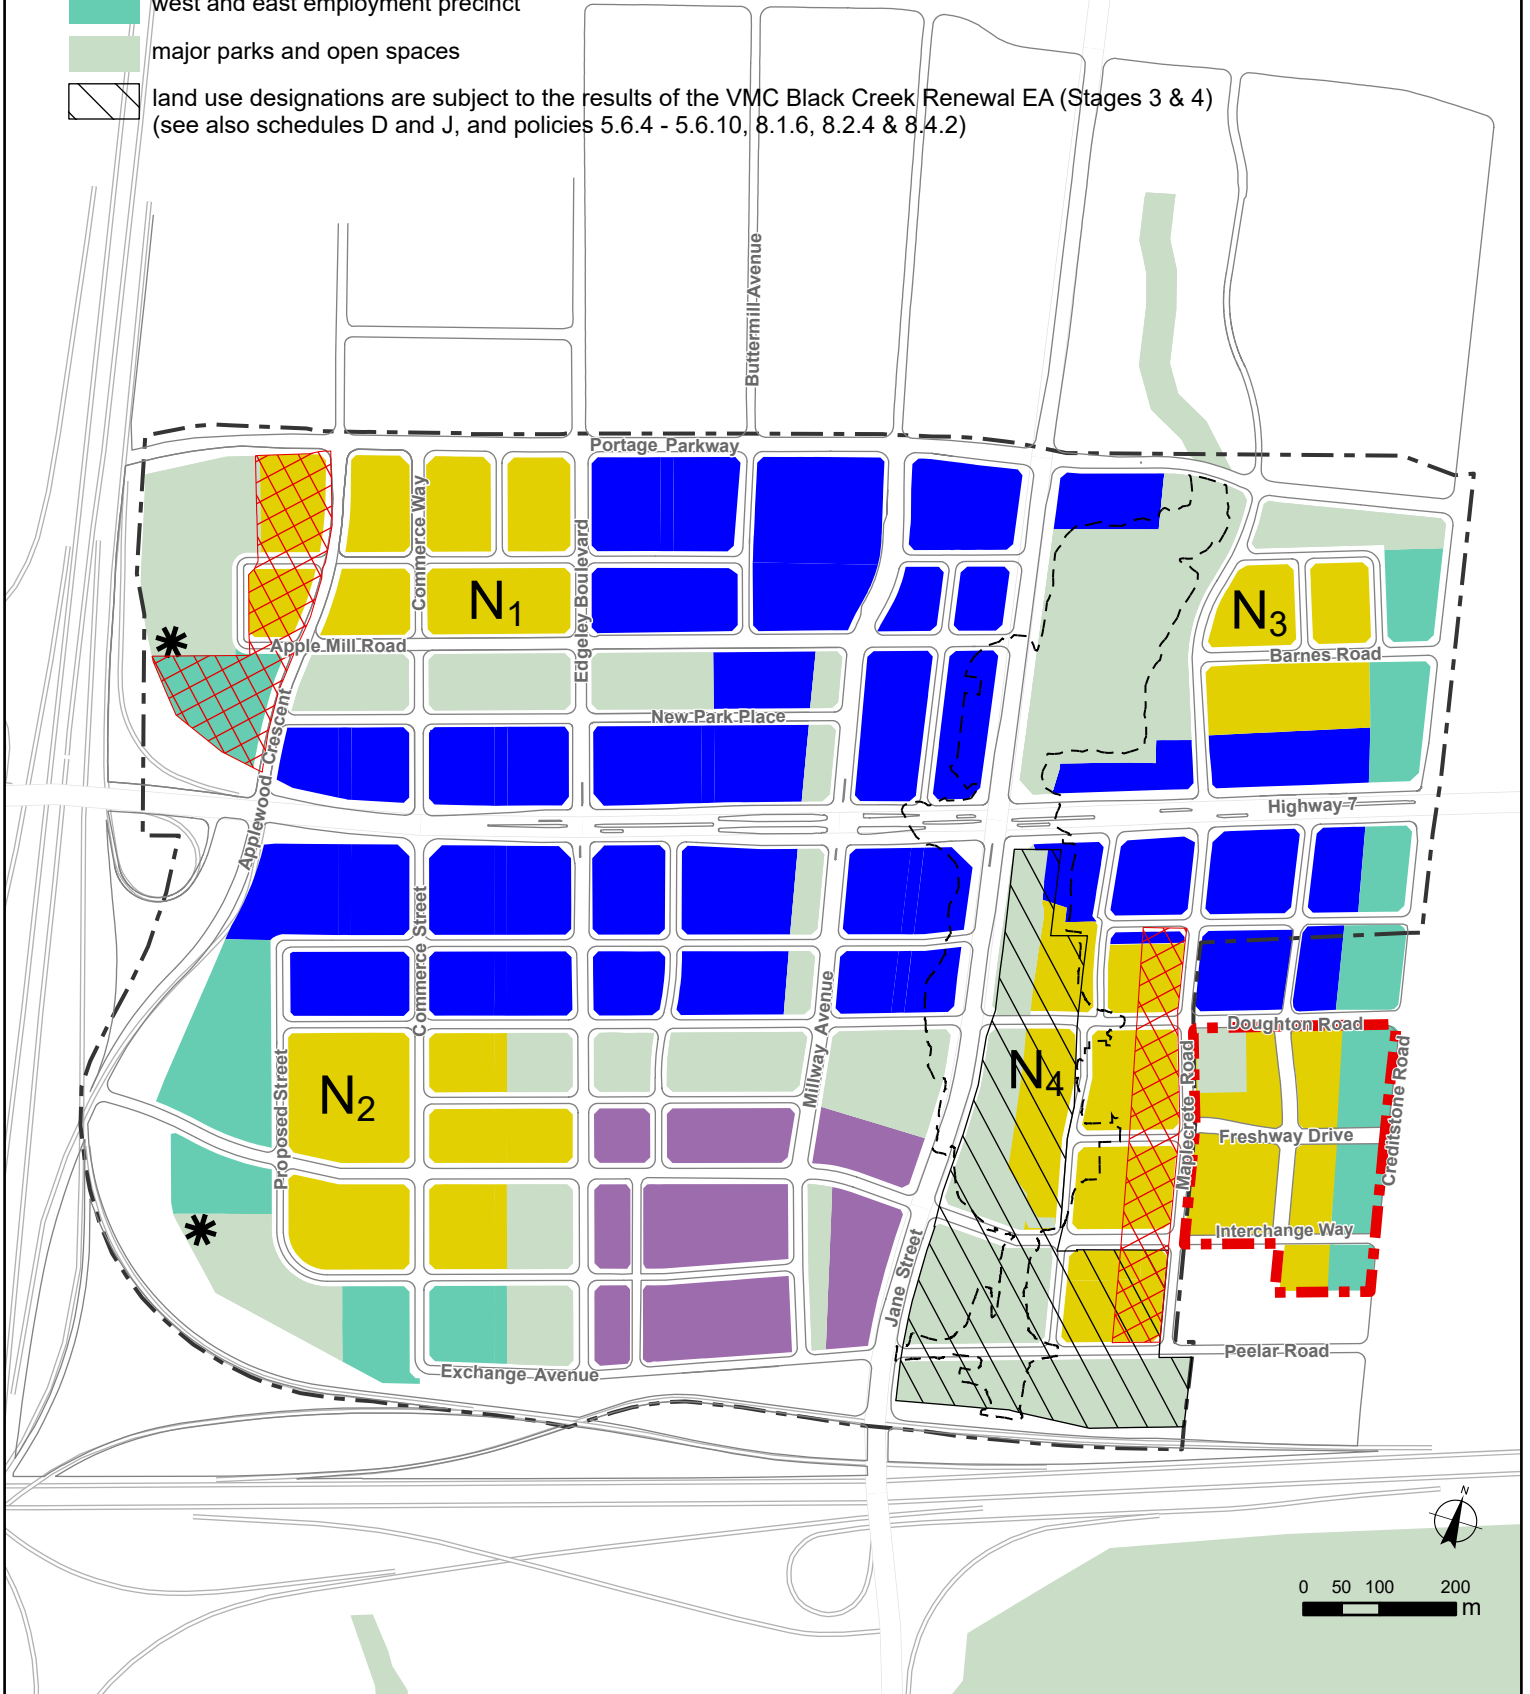 west and east employment precinct
major parks and open spaces
land use designations are subject to the results of the VMC Black Creek Renewal EA (Stages 3 & 4)
(see also schedules D and J, and policies 5.6.4 - 5.6.10, 8.1.6, 8.2.4 & 8.4.2)
Buttermill Avenue
Portage Parkway
Commerce Way
Edgeley Boulevard
N1
N3
Apple Mill Road
Barnes Road
New Park Place
Applewood Crescent
Highway 7
Commerce Street
Millway Avenue
Doughton Road
Proposed Street
N2
N4
Maplecrete Road
Creditstone Road
Freshway Drive
Interchange Way
Jane Street
Peelar Road
Exchange Avenue
N
0 50 100 200
m